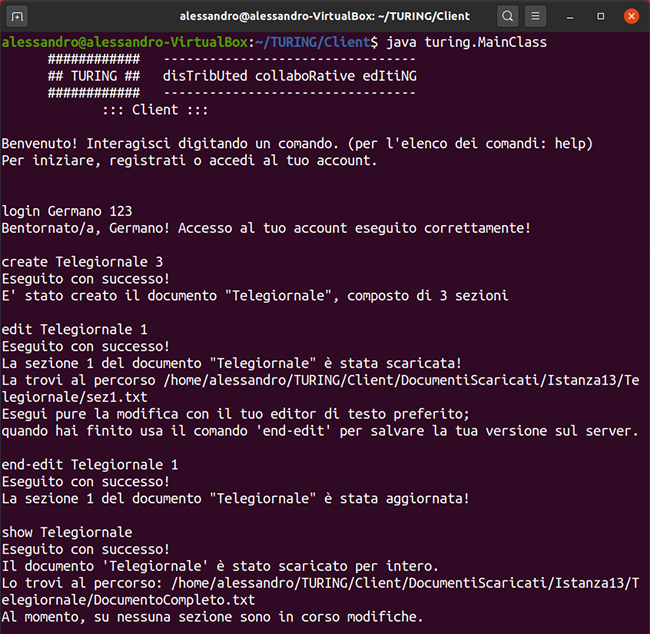 alessandro@alessandro-VirtualBox: ~/TURING/Client
alessandro@alessandro-VirtualBox:~/TURING/Client$ java turing.MainClass
############ ---------------------------------
## TURING ## disTribUted collaboRative edItiNG
############ ---------------------------------
::: Client :::
Benvenuto! Interagisci digitando un comando. (per l'elenco dei comandi: help)
Per iniziare, registrati o accedi al tuo account.
login Germano 123
Bentornato/a, Germano! Accesso al tuo account eseguito correttamente!
create Telegiornale 3
Eseguito con successo!
E' stato creato il documento "Telegiornale", composto di 3 sezioni
edit Telegiornale 1
Eseguito con successo!
La sezione 1 del documento "Telegiornale" è stata scaricata!
La trovi al percorso /home/alessandro/TURING/Client/DocumentiScaricati/Istanza13/Te
legiornale/sez1.txt
Esegui pure la modifica con il tuo editor di testo preferito;
quando hai finito usa il comando 'end-edit' per salvare la tua versione sul server.
end-edit Telegiornale 1
Eseguito con successo!
La sezione 1 del documento "Telegiornale" è stata aggiornata!
show Telegiornale
Eseguito con successo!
Il documento 'Telegiornale' è stato scaricato per intero.
Lo trovi al percorso: /home/alessandro/TURING/Client/DocumentiScaricati/Istanza13/T
elegiornale/DocumentoCompleto.txt
Al momento, su nessuna sezione sono in corso modifiche.